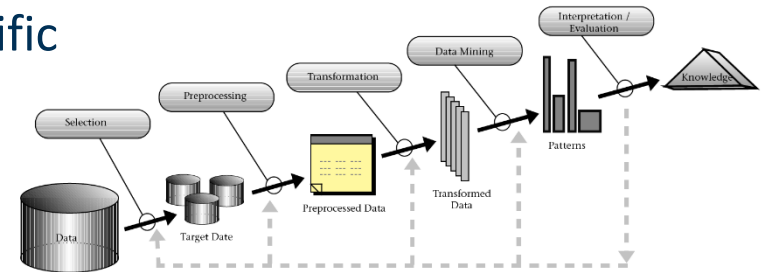 ific
Interpretation /
Evaluation
Data Mining
Transformation
Preprocessing
Selection
Knowledge
Patterns
Transformed
Data
Preprocessed Data
Target Date
Data